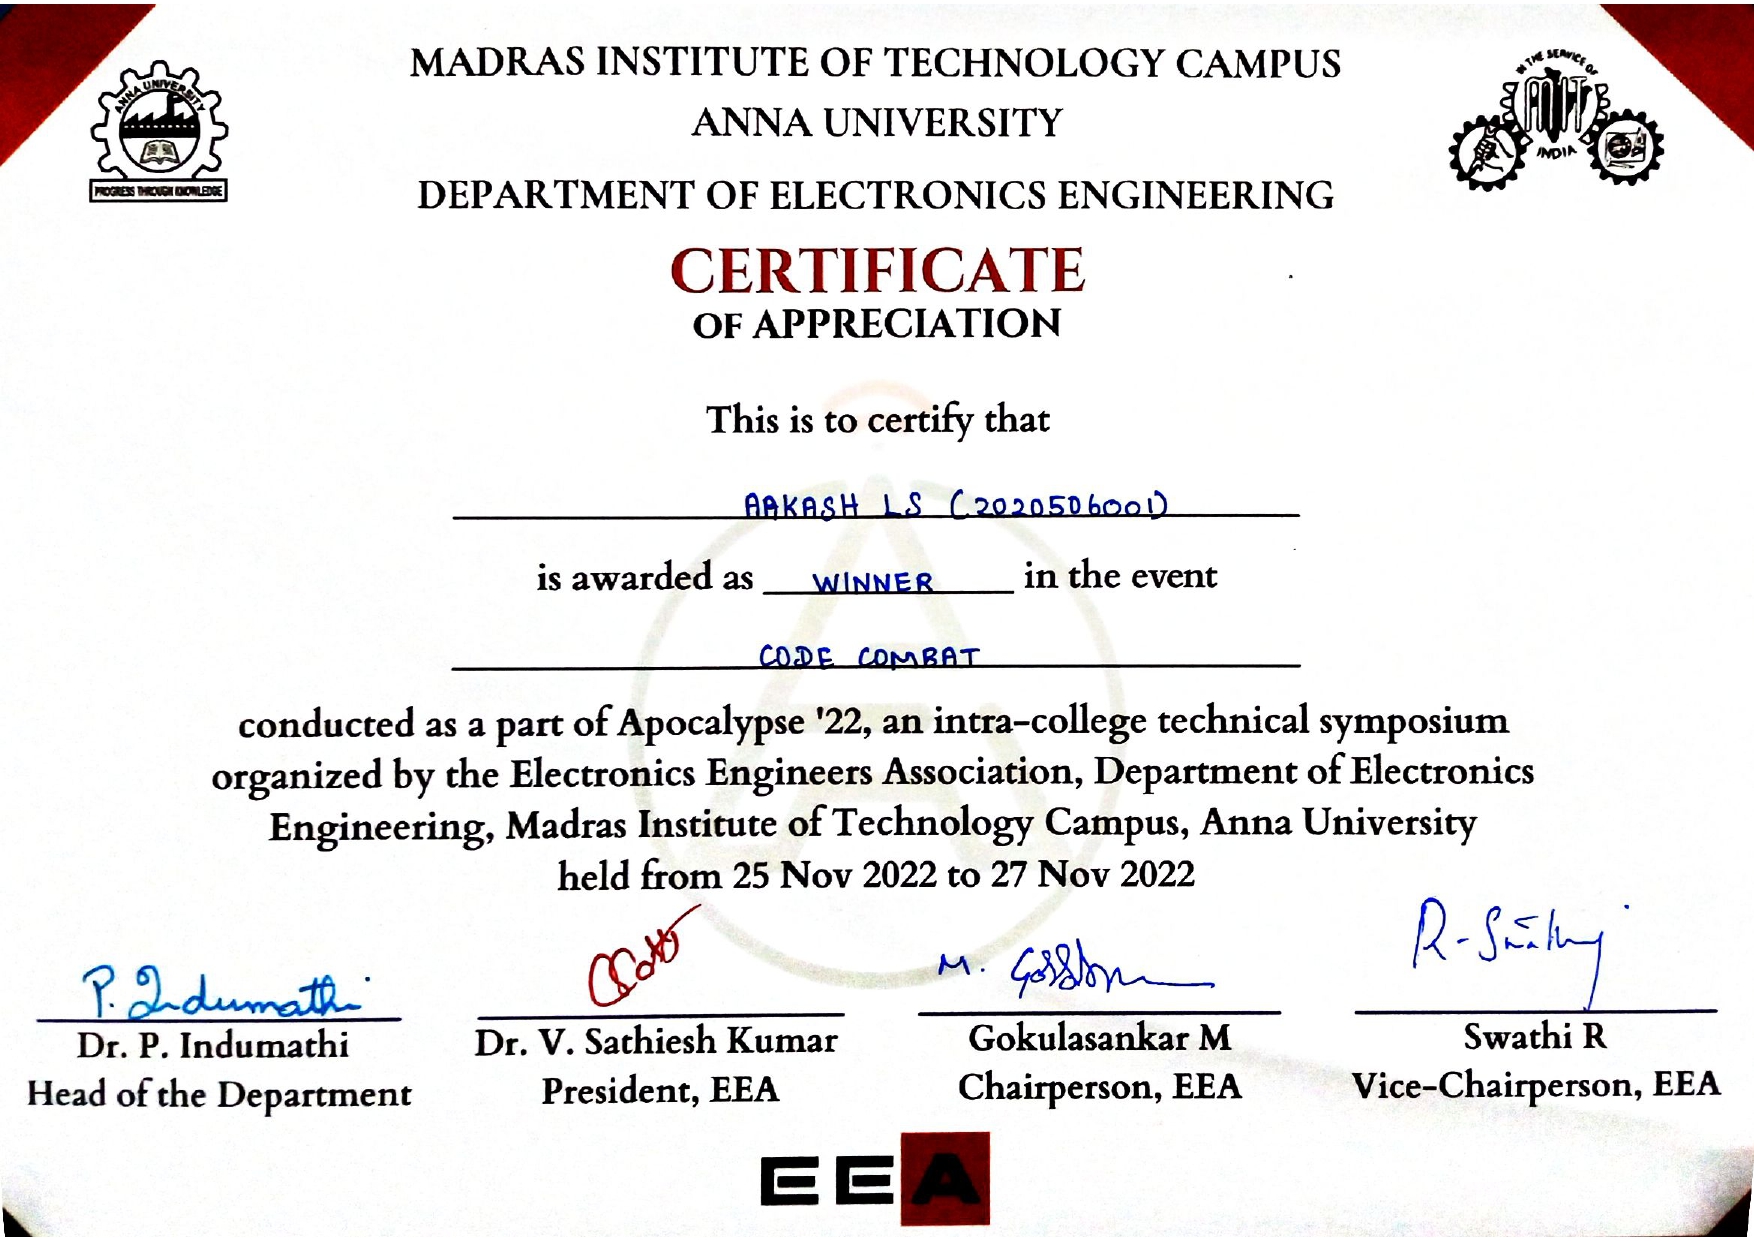 MADRAS INSTITUTE OF TECHNOLOGY CAMPUS
ANNA UNIVERSITY
DEPARTMENT OF ELECTRONICS ENGINEERING
ANNA UNIVERSITY
PROGRESS THROUGH KNOWLEDGE
IN THE SERVICE OF
MIT
INDIA
CERTIFICATE
OF APPRECIATION
This is to certify that
AAKASH LS (2020506001)
is awarded as WINNER in the event
CODE COMBAT
conducted as a part of Apocalypse '22, an intra-college technical symposium
organized by the Electronics Engineers Association, Department of Electronics
Engineering, Madras Institute of Technology Campus, Anna University
held from 25 Nov 2022 to 27 Nov 2022
P. Indumathi
R. Swathi
Dr. P. Indumathi
Head of the Department
Dr. V. Sathiesh Kumar
President, EEA
Gokulasankar M
Chairperson, EEA
Swathi R
Vice-Chairperson, EEA
EEA